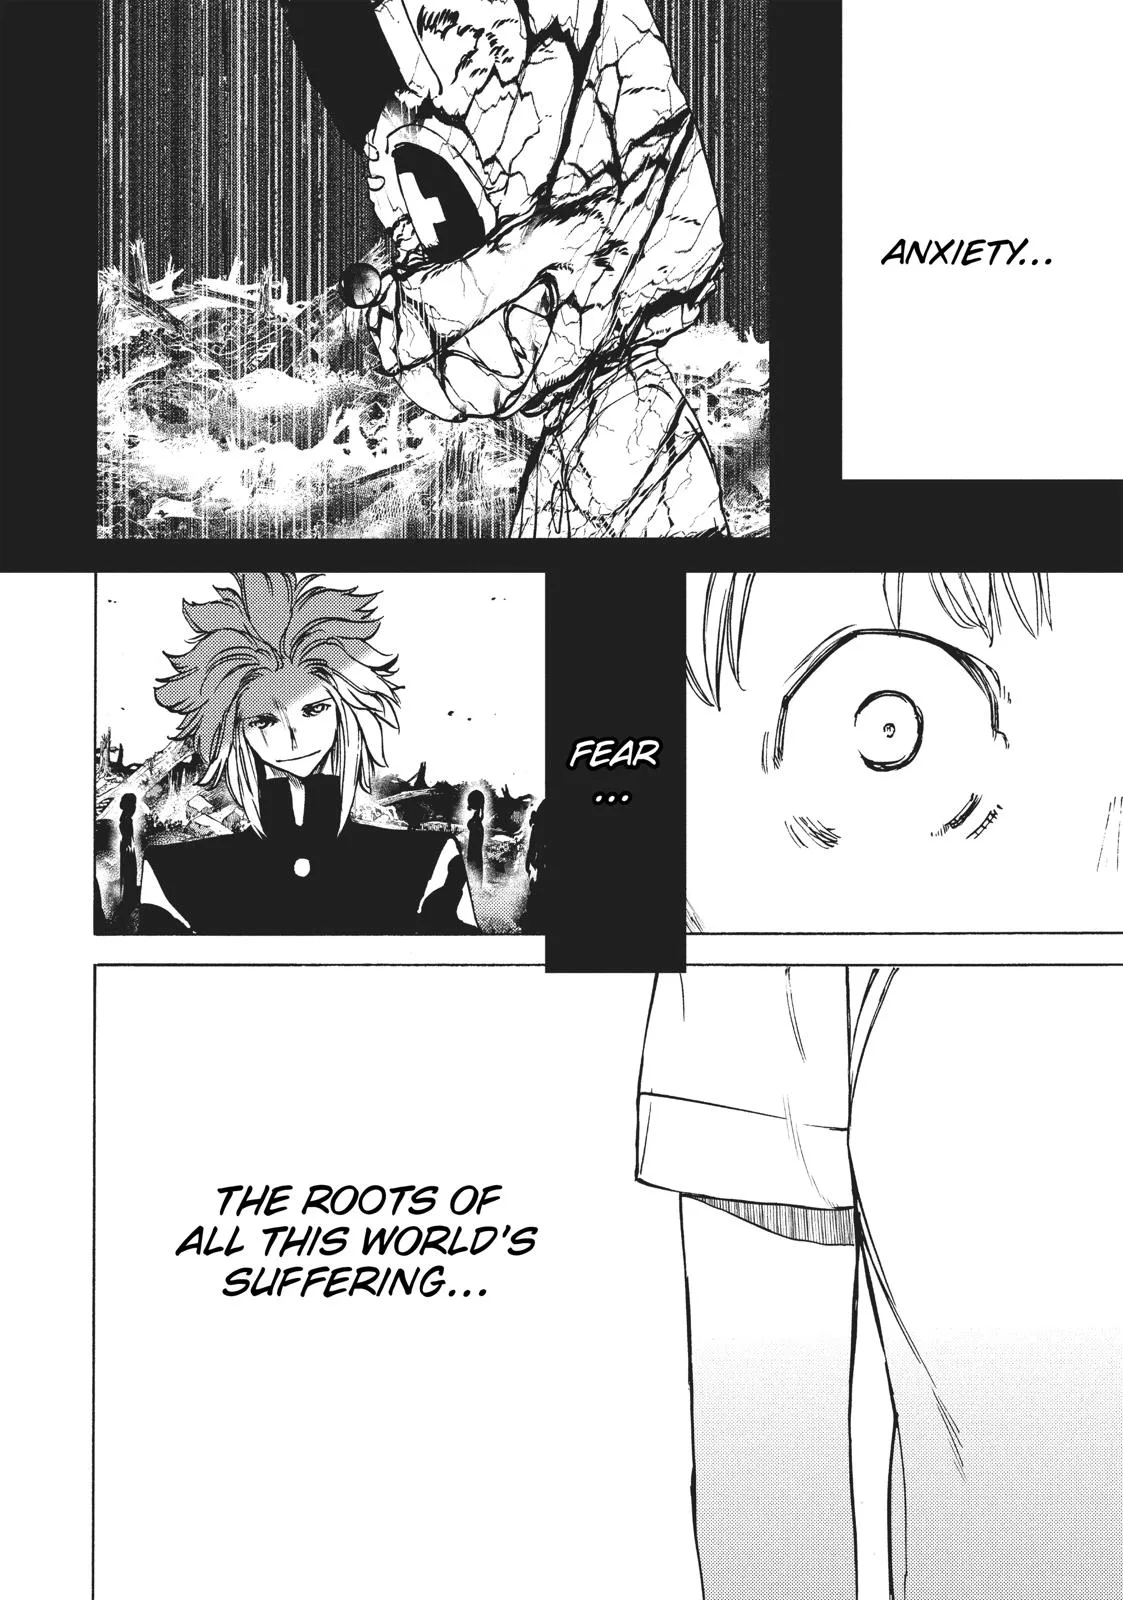 ANXIETY...
FEAR
...
THE ROOTS OF
ALL THIS WORLD'S
SUFFERING...